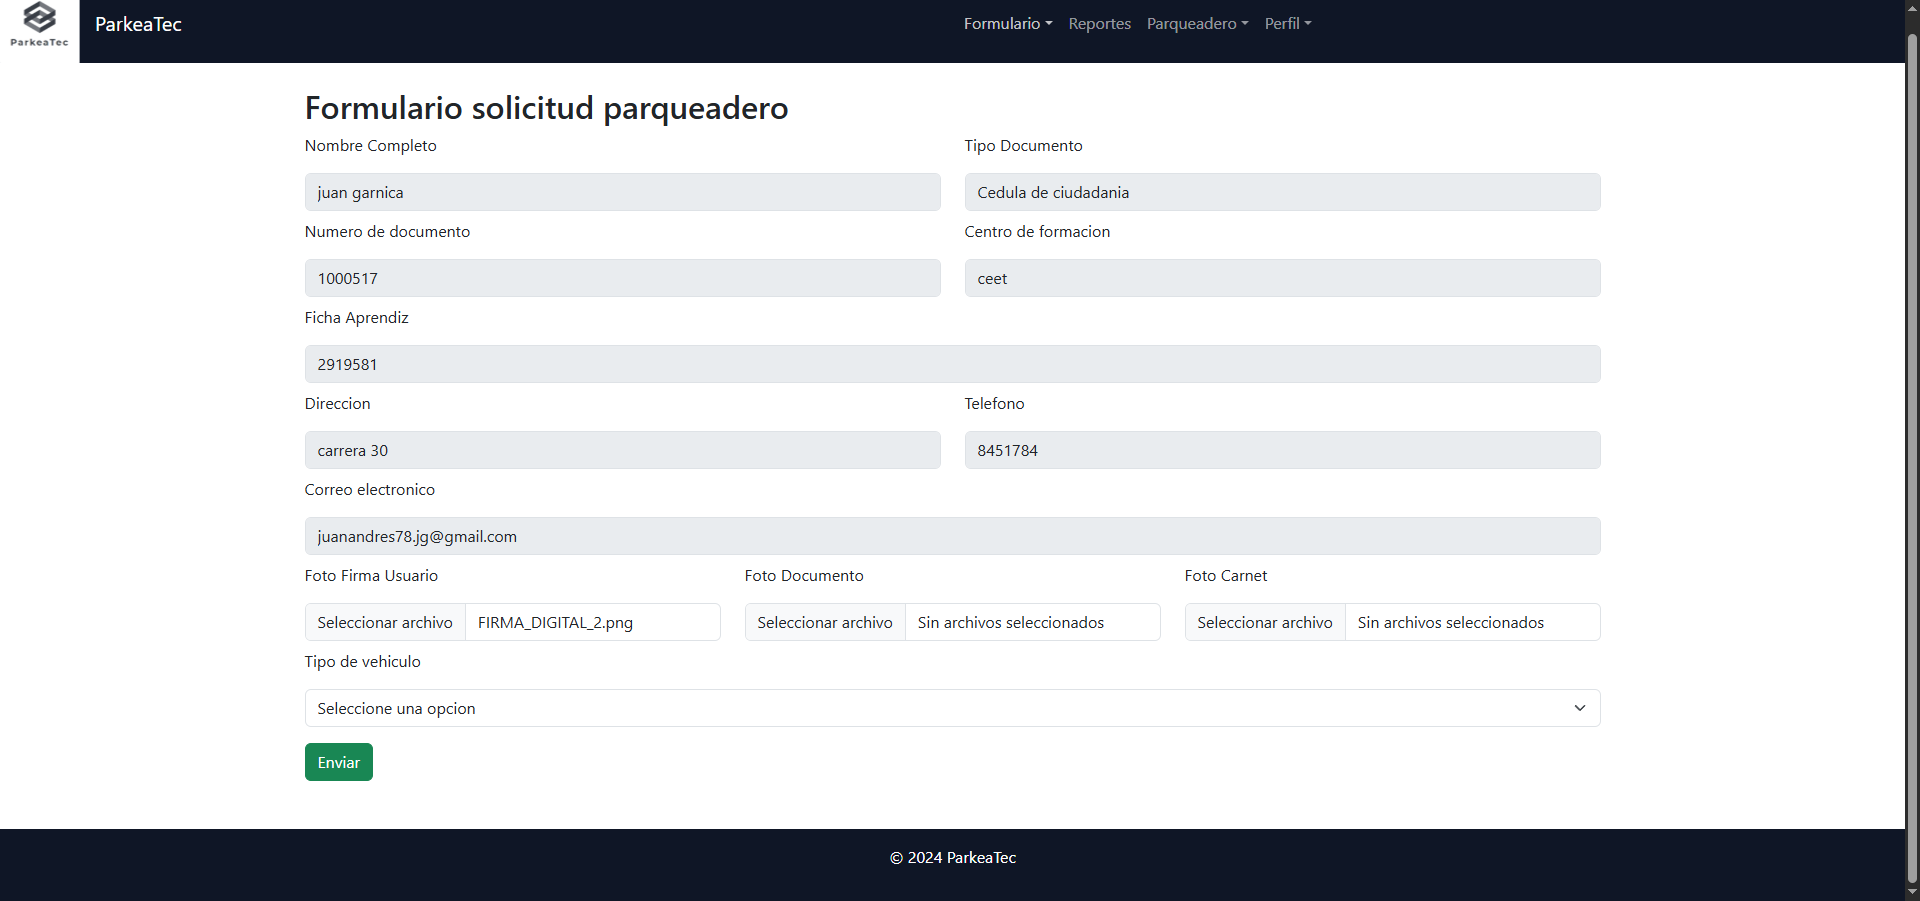 ParkeaTec
ParkeaTec
Formulario Reportes Parqueadero Perfil
Formulario solicitud parqueadero
Nombre Completo Tipo Documento
juan garnica Cedula de ciudadania
Numero de documento Centro de formacion
1000517 ceet
Ficha Aprendiz
2919581
Direccion Telefono
carrera 30 8451784
Correo electronico
juanandres78.jg@gmail.com
Foto Firma Usuario Foto Documento Foto Carnet
Seleccionar archivo FIRMA_DIGITAL_2.png Seleccionar archivo Sin archivos seleccionados Seleccionar archivo Sin archivos seleccionados
Tipo de vehiculo
Seleccione una opcion
Enviar
© 2024 ParkeaTec